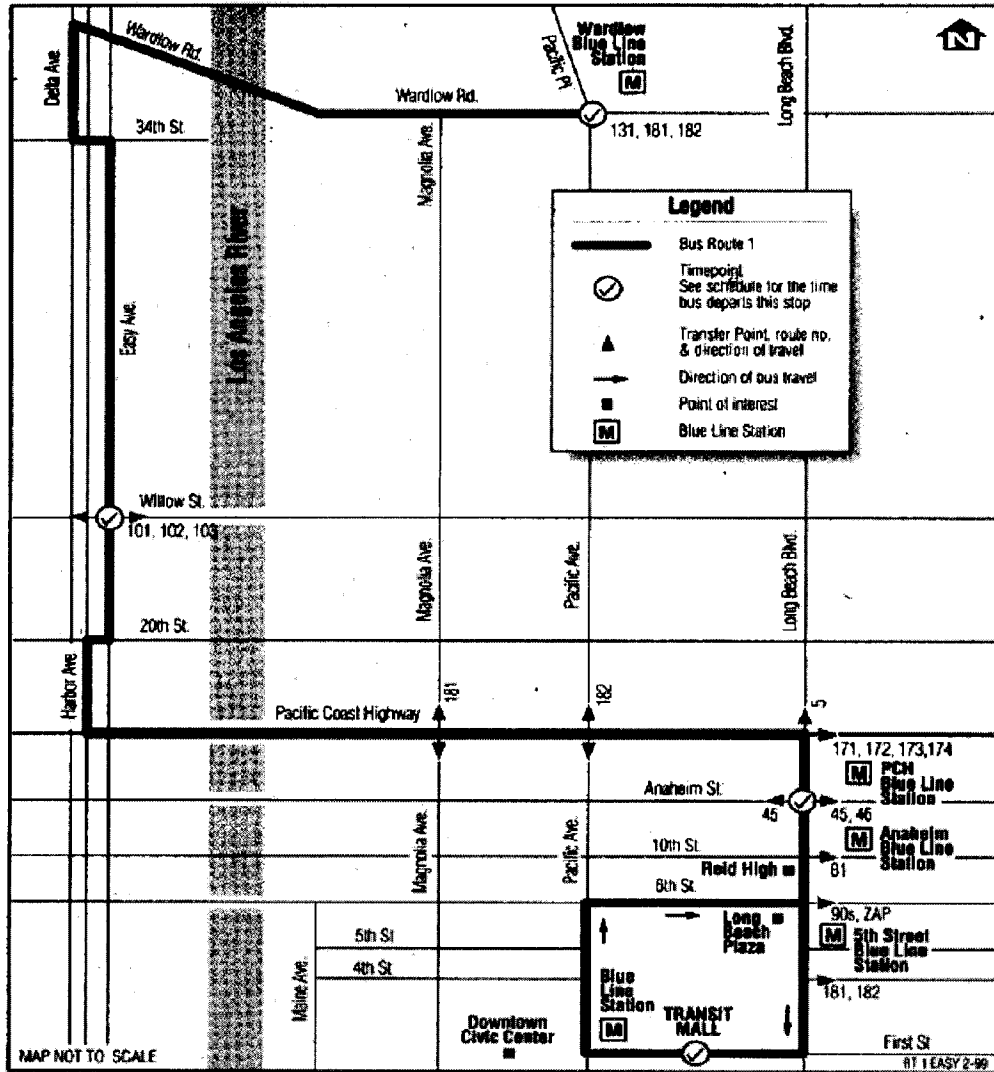 Wardlow Rd.
Delta Ave.
Pacific Pl
Wardlow
Blue Line
Station
M
Long Beach Blvd.
N
Wardlow Rd.
34th St.
131, 181, 182
Magnolia Ave.
Los Angeles River
Easy Ave.
Legend
Bus Route 1
Timepoint
See schedule for the time
bus departs this stop
Transfer Point, route no.
& direction of travel
Direction of bus travel
Point of interest
M
Blue Line Station
Willow St.
101, 102, 103
Magnolia Ave.
Pacific Ave.
Long Beach Blvd.
20th St.
Harbor Ave.
181
182
5
Pacific Coast Highway
171, 172, 173, 174
M
PCH
Blue Line
Station
Anaheim St.
45
45, 46
Magnolia Ave.
Pacific Ave.
M
Anaheim
Blue Line
Station
10th St.
Reid High
81
6th St.
90s, ZAP
Long
Beach
Plaza
M
5th Street
Blue Line
Station
Maine Ave.
5th St
4th St
181, 182
Blue
Line
Station
M
TRANSIT
MALL
Downtown
Civic Center
First St
MAP NOT TO SCALE
RT 1 EASY 2-99